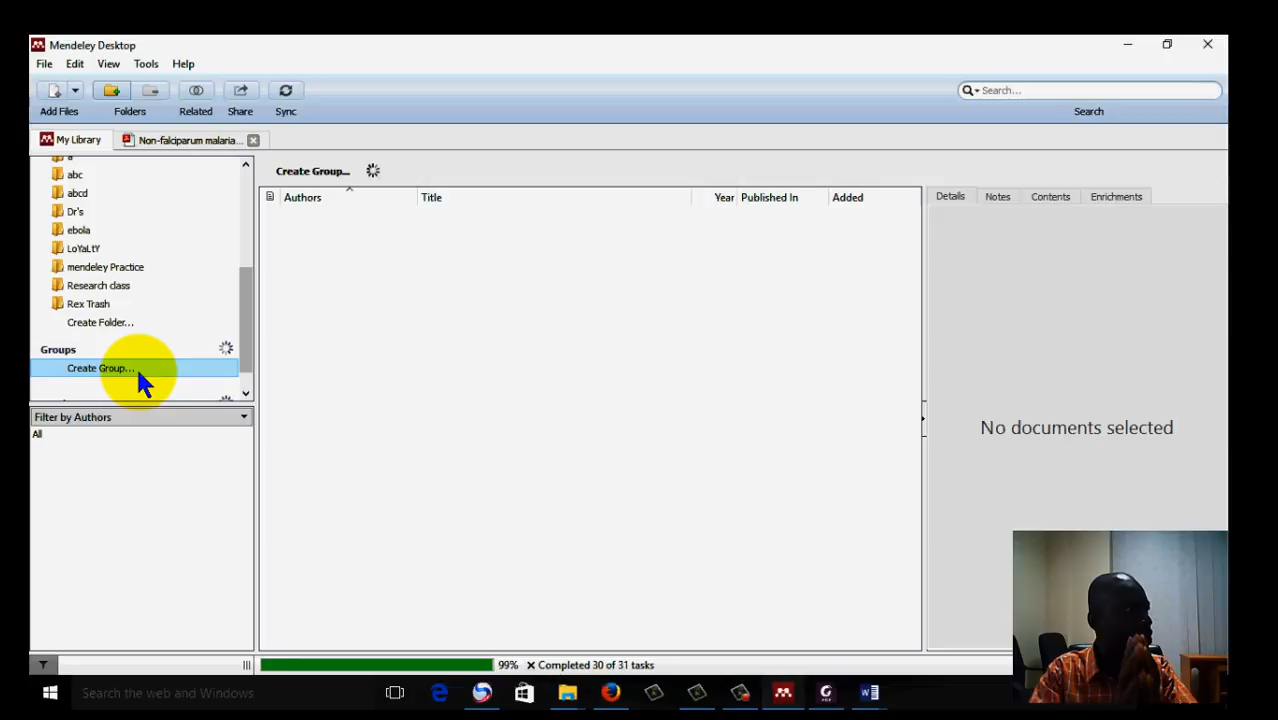 Mendeley Desktop
File Edit View Tools Help
Add Files Folders Related Share Sync
Search...
Search
My Library Non-falciparum malaria...
a
abc
abcd
Dr's
ebola
LoYaLtY
mendeley Practice
Research class
Rex Trash
Create Folder...
Groups
Create Group...
Filter by Authors
All
Create Group...
Authors Title Year Published In Added
Details Notes Contents Enrichments
No documents selected
99% Completed 30 of 31 tasks
Search the web and Windows